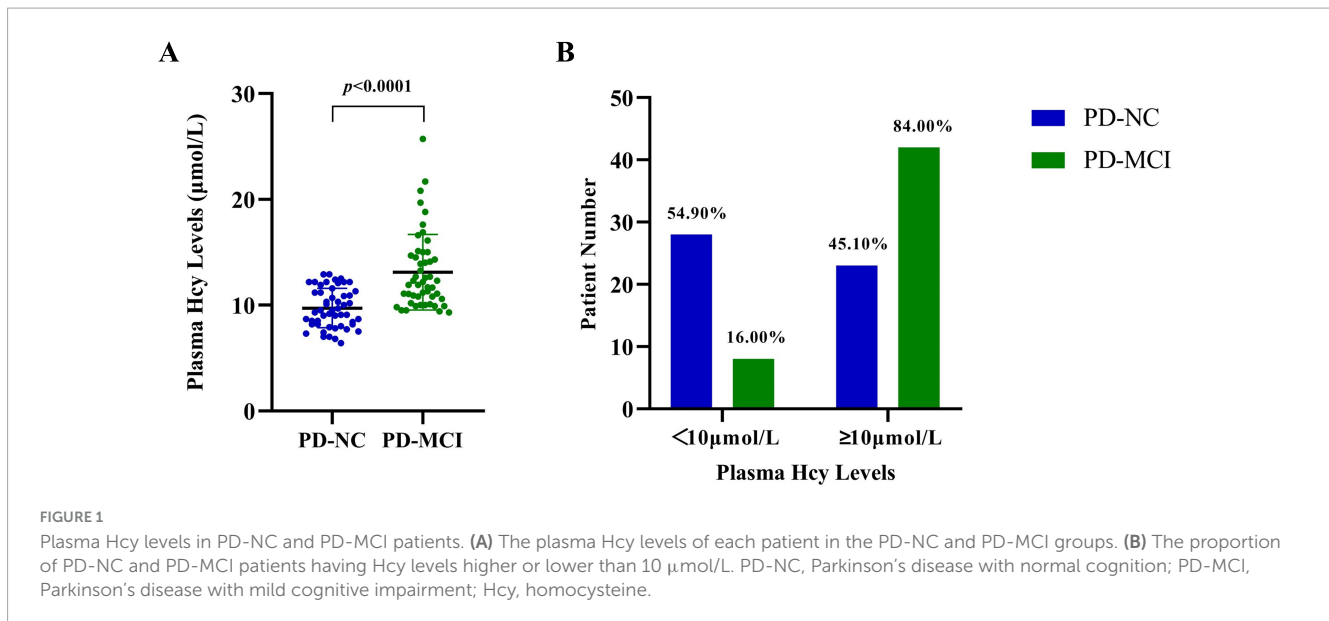 A
p<0.0001
Plasma Hcy Levels (μmol/L)
30
20
10
0
PD-NC PD-MCI
B
Patient Number
50
40
30
20
10
0
54.90%
16.00%
45.10%
84.00%
<10μmol/L ≥10μmol/L
Plasma Hcy Levels
PD-NC
PD-MCI
FIGURE 1
Plasma Hcy levels in PD-NC and PD-MCI patients. (A) The plasma Hcy levels of each patient in the PD-NC and PD-MCI groups. (B) The proportion
of PD-NC and PD-MCI patients having Hcy levels higher or lower than 10 μmol/L. PD-NC, Parkinson's disease with normal cognition; PD-MCI,
Parkinson's disease with mild cognitive impairment; Hcy, homocysteine.